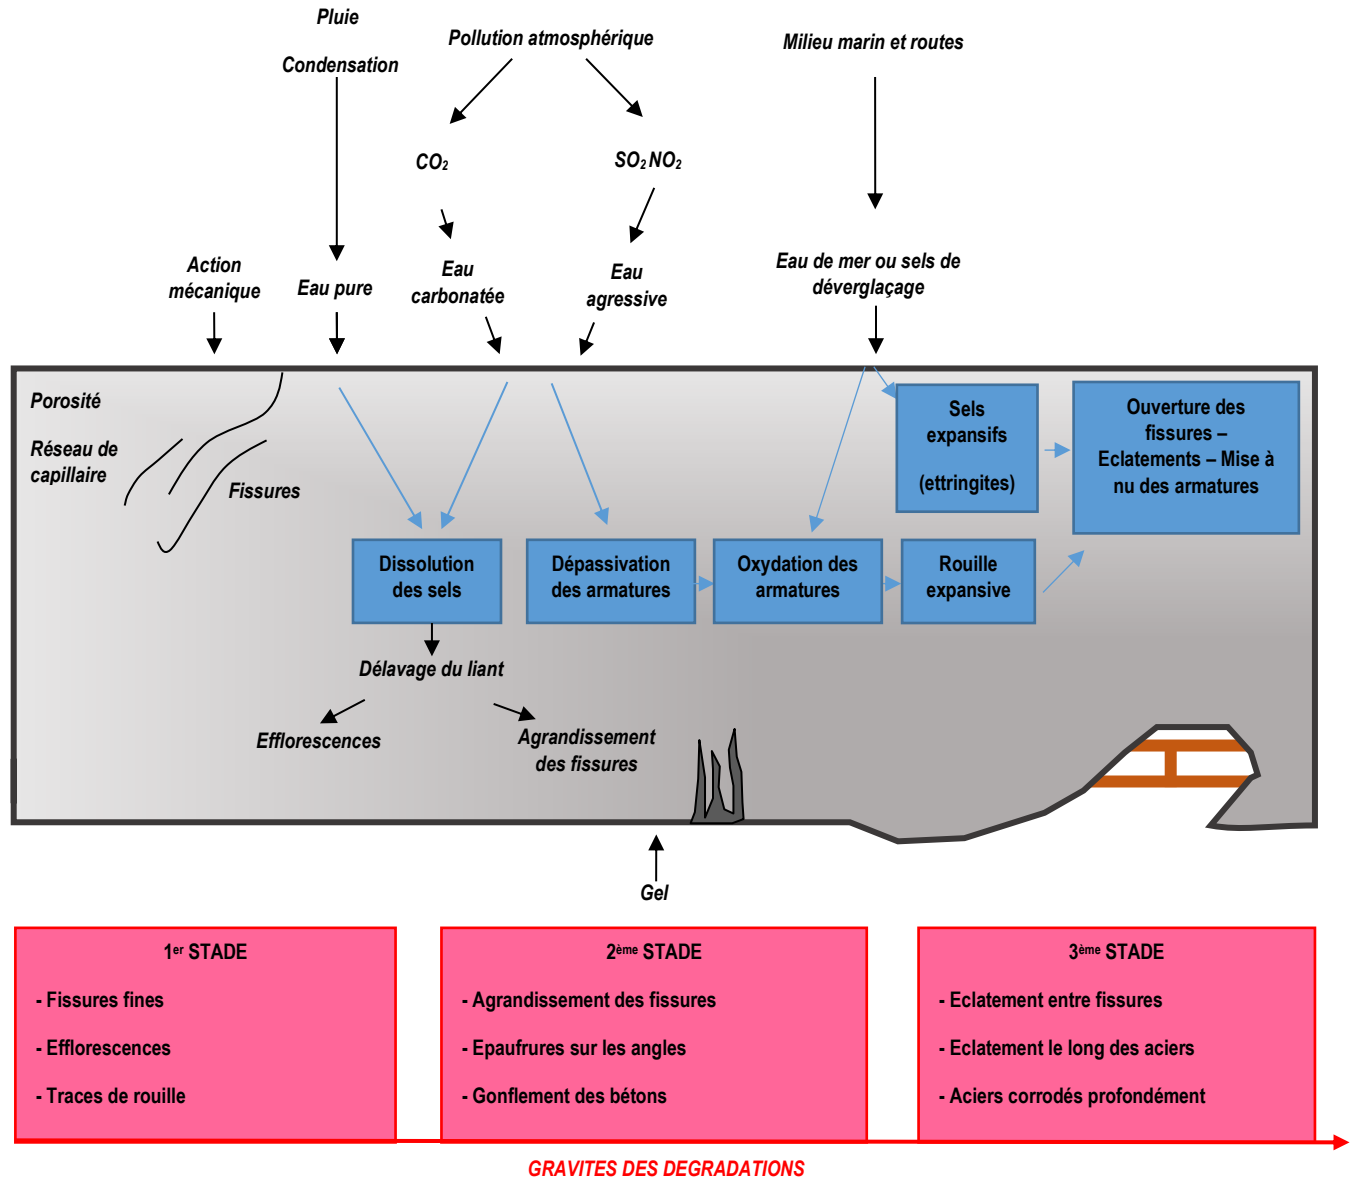 Pluie
Condensation
Pollution atmosphérique
Milieu marin et routes
CO₂
SO₂ NO₂
Action
mécanique
Eau pure
Eau
carbonatée
Eau
agressive
Eau de mer ou sels de
déverglaçage
Porosité
Réseau de
capillaire
Fissures
Sels
expansifs
(ettringites)
Ouverture des
fissures –
Eclatements – Mise à
nu des armatures
Dissolution
des sels
Dépassivation
des armatures
Oxydation des
armatures
Rouille
expansive
Délavage du liant
Efflorescences
Agrandissement
des fissures
Gel
1er STADE
- Fissures fines
- Efflorescences
- Traces de rouille
2ème STADE
- Agrandissement des fissures
- Epaufrures sur les angles
- Gonflement des bétons
3ème STADE
- Eclatement entre fissures
- Eclatement le long des aciers
- Aciers corrodés profondément
GRAVITES DES DEGRADATIONS